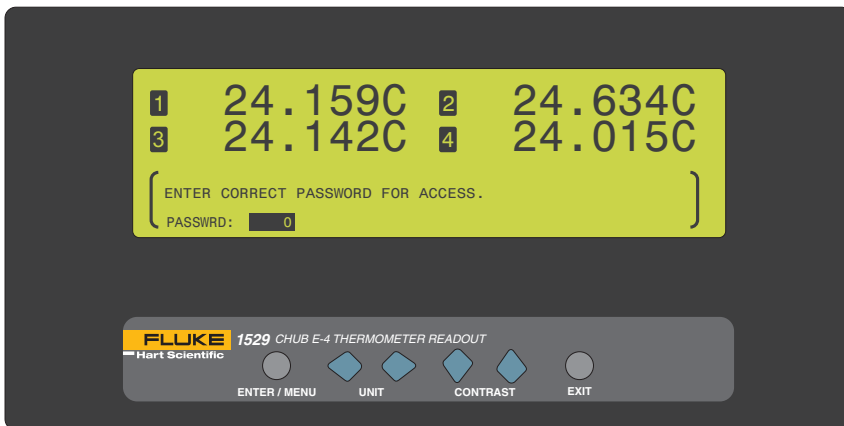 1 24.159C 2 24.634C
3 24.142C 4 24.015C
ENTER CORRECT PASSWORD FOR ACCESS.
PASSWRD: 0
FLUKE 1529 CHUB E-4 THERMOMETER READOUT
Hart Scientific
ENTER / MENU UNIT CONTRAST EXIT